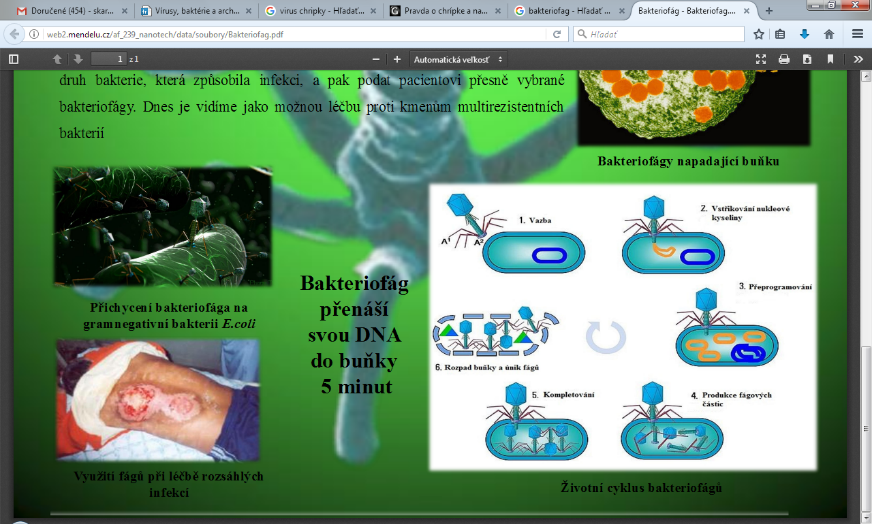 Doručené (454) - skar...
Vírusy, baktérie a arch...
virus chrípky - Hľadať...
Pravda o chrípke a na...
bakteriofag - Hľadať ...
Bakteriofág - Bakteriofag....
web2.mendelu.cz/af_239_nanotech/data/soubory/Bakteriofag.pdf
Hľadať
1 z 1
Automatická veľkosť
druh bakterie, která způsobila infekci, a pak podat pacientovi přesně vybrané
bakteriofágy. Dnes je vidíme jako možnou léčbu proti kmenům multirezistentních
bakterií
Bakteriofágy napadající buňku
Přichycení bakteriofága na
gramnegativní bakterii E.coli
Bakteriofág
přenáší
svou DNA
do buňky
5 minut
Využití fágů při léčbě rozsáhlých
infekcí
1. Vazba
A1 A2
2. Vstřikování nukleové
kyseliny
3. Přeprogramování
4. Produkce fágových
částic
5. Kompletování
6. Rozpad buňky a únik fágů
Životní cyklus bakteriofágů